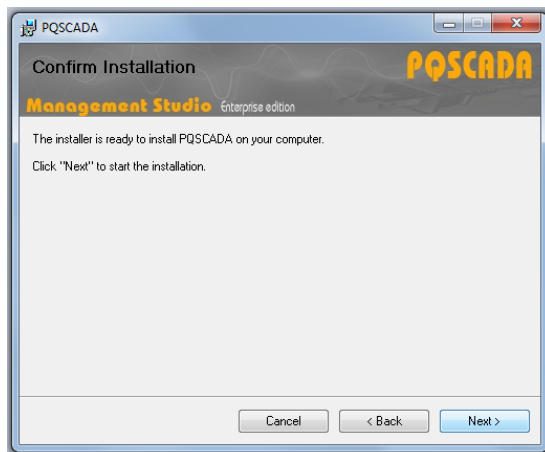 PQSCADA
Confirm Installation
PQSCADA
Management Studio Enterprise edition
The installer is ready to install PQSCADA on your computer.
Click "Next" to start the installation.
Cancel
< Back
Next >